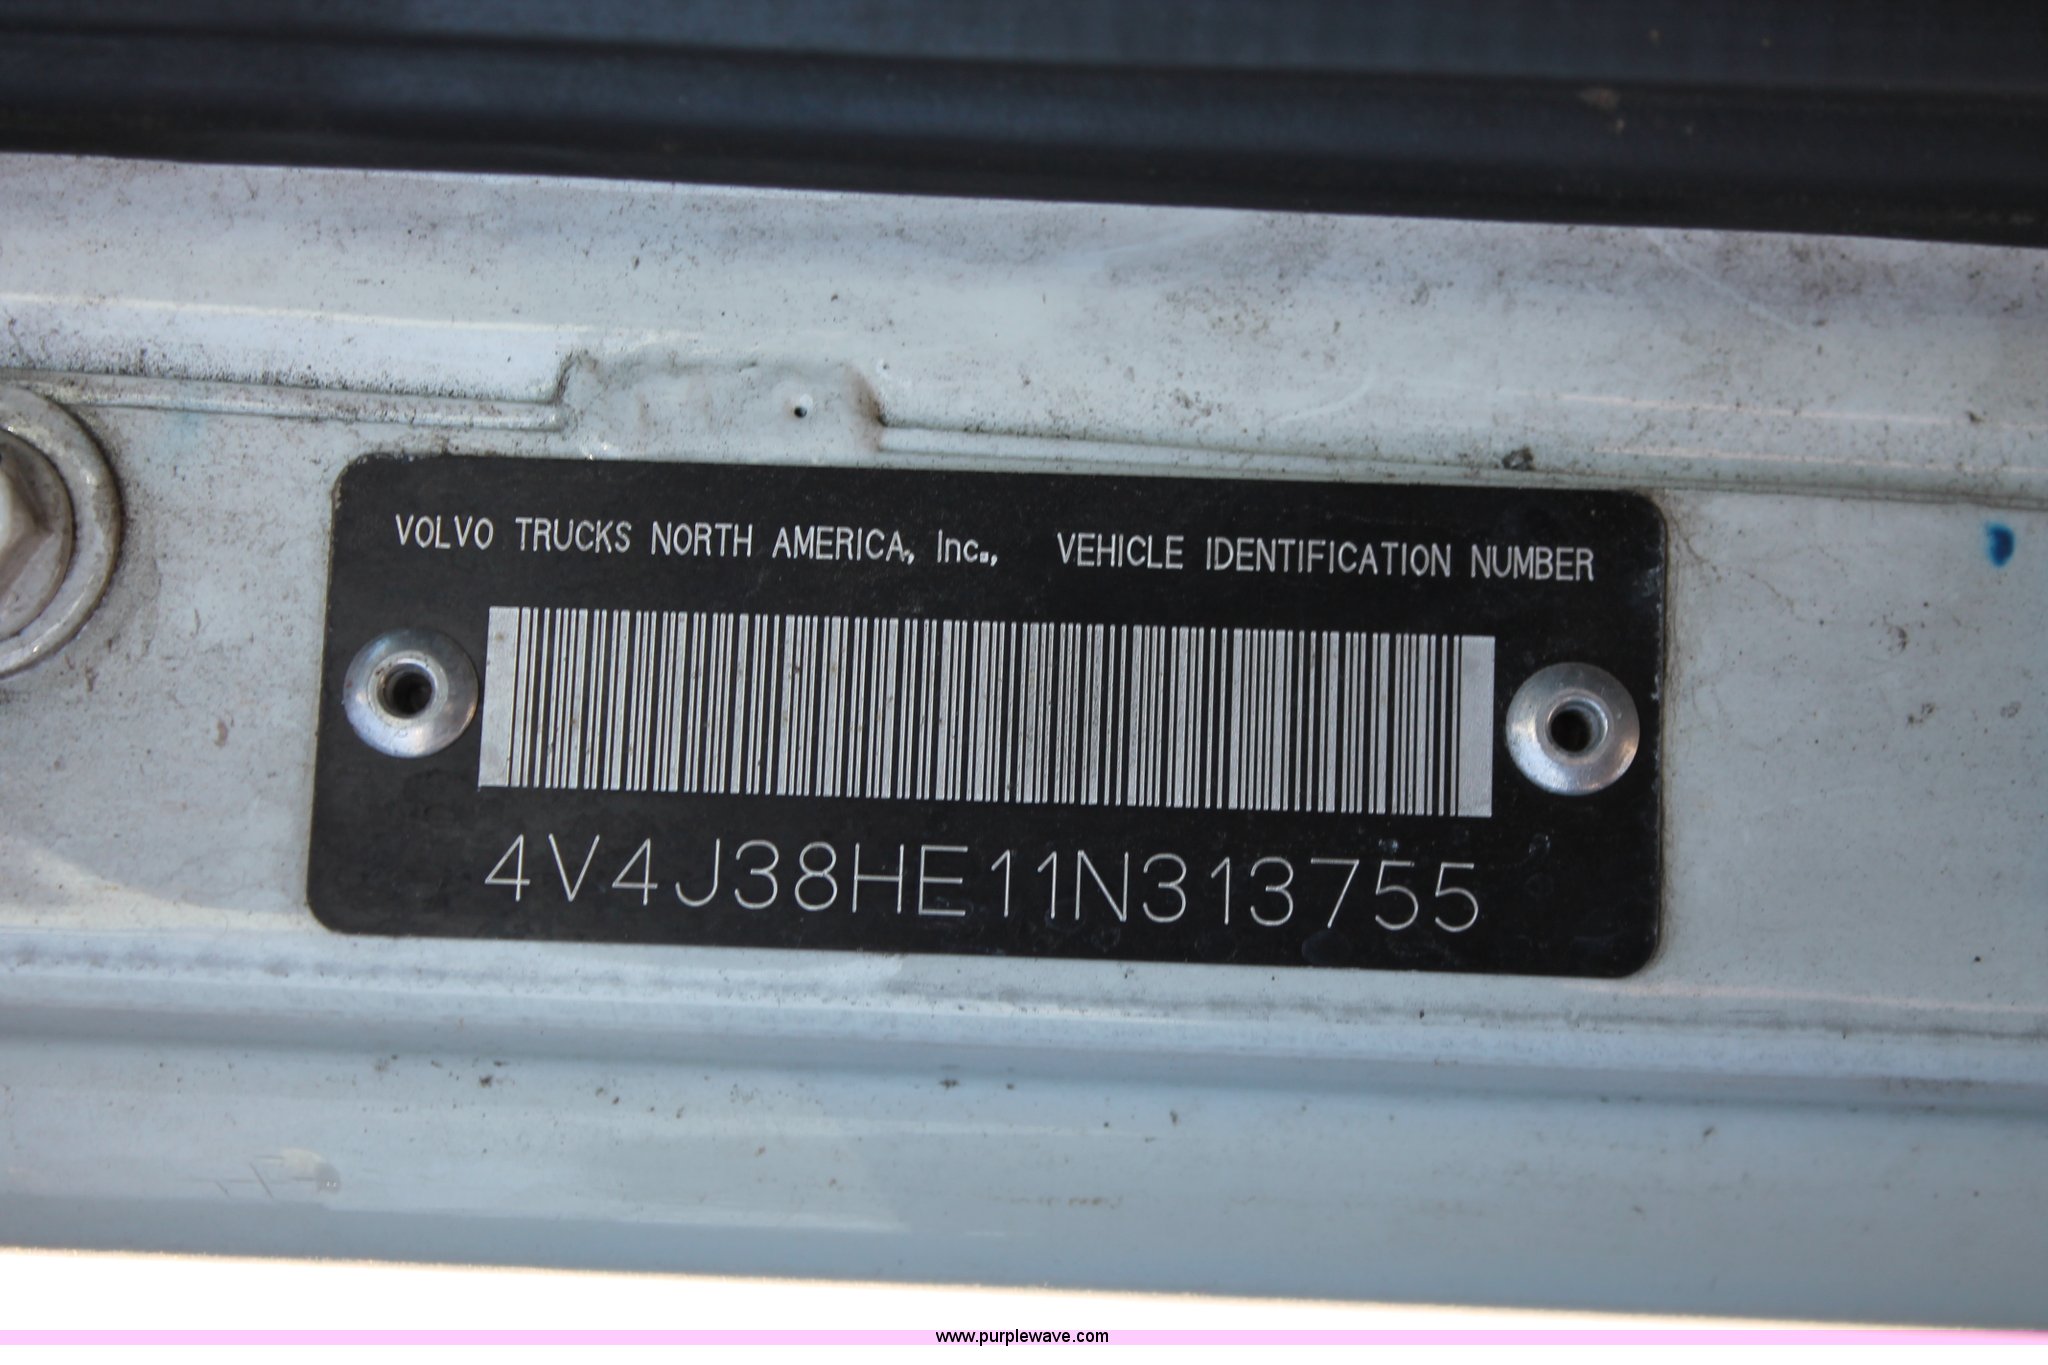 VOLVO TRUCKS NORTH AMERICA, Inc., VEHICLE IDENTIFICATION NUMBER
4V4J38HE11N313755
www.purplewave.com